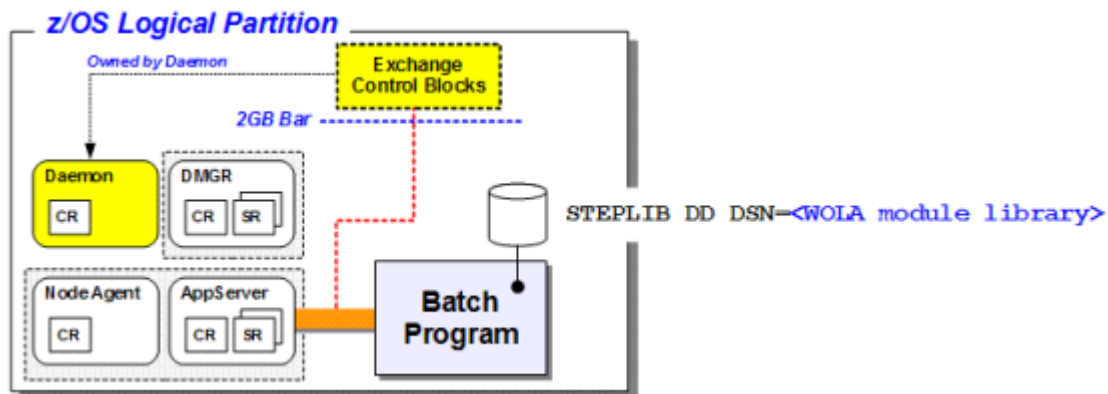 z/OS Logical Partition
Owned by Daemon
Exchange
Control Blocks
2GB Bar
Daemon
CR
DMGR
CR
SR
STEPLIB DD DSN=<WOLA module library>
Node Agent
CR
AppServer
CR
SR
Batch
Program